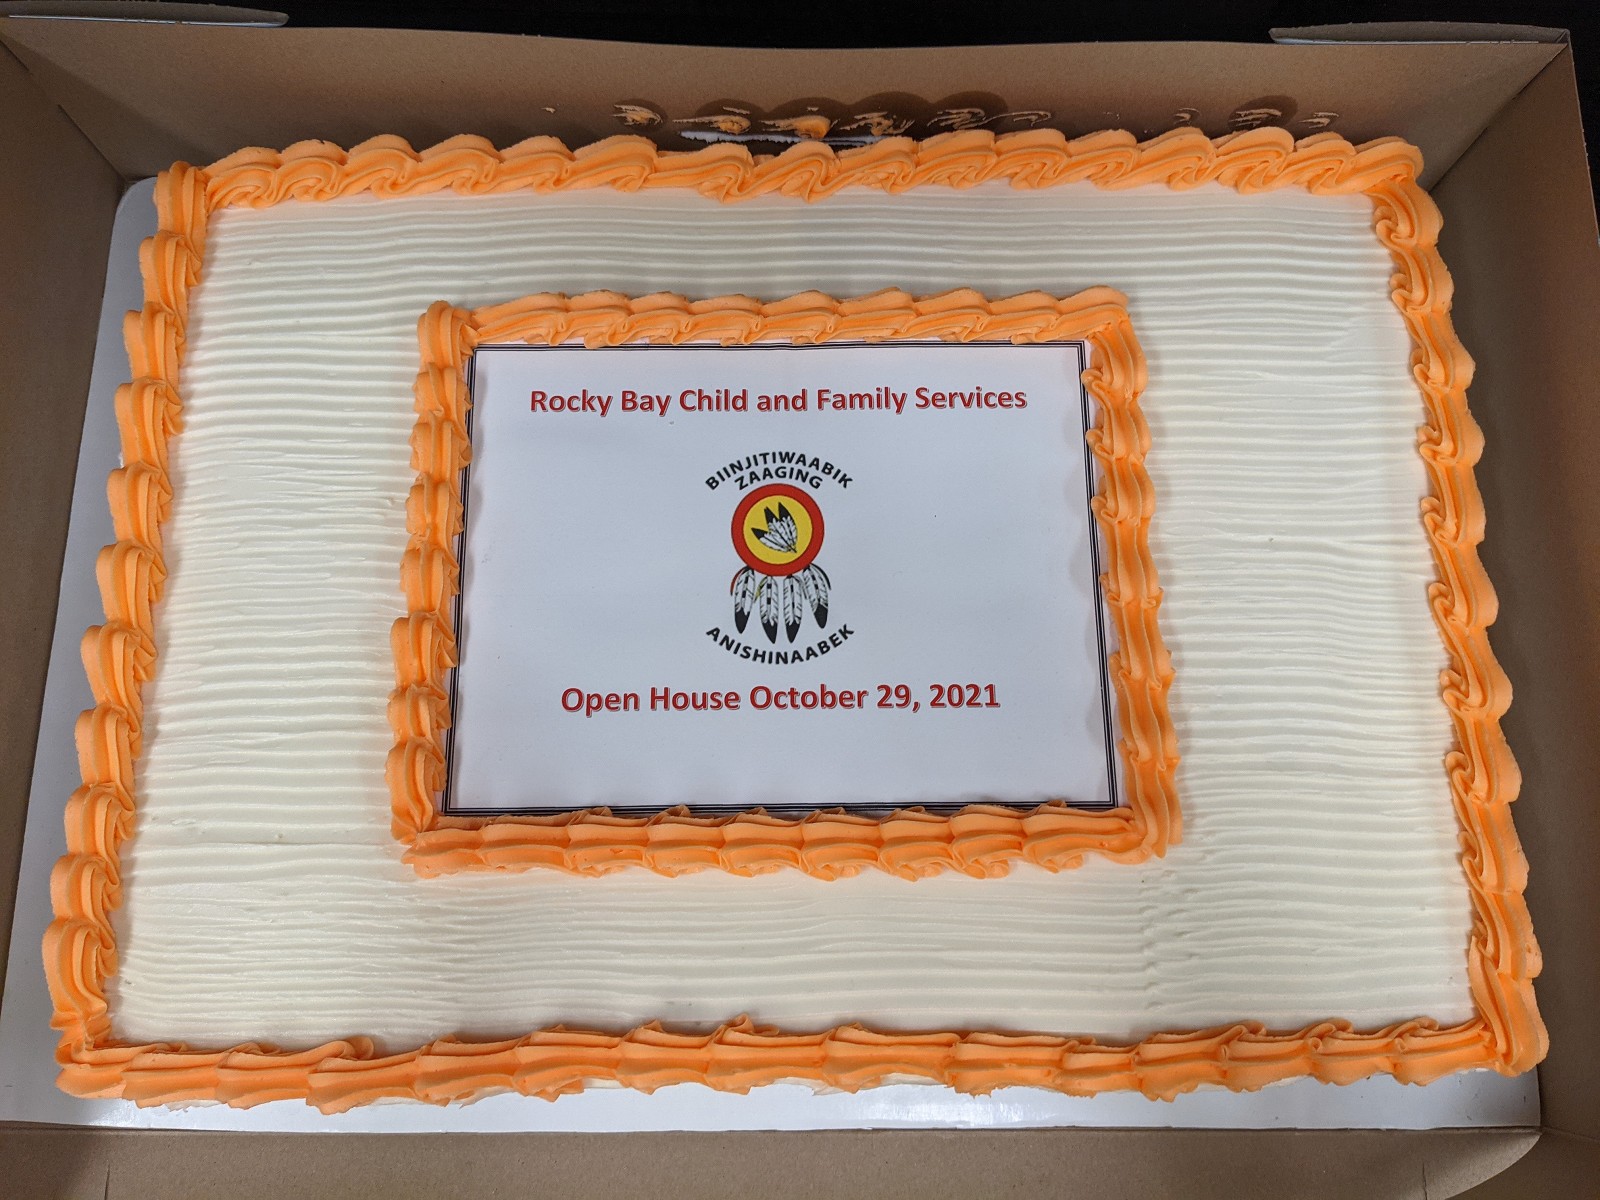 Rocky Bay Child and Family Services
BIINJITIWAABIK
ZAAGING
ANISHINAABEK
Open House October 29, 2021